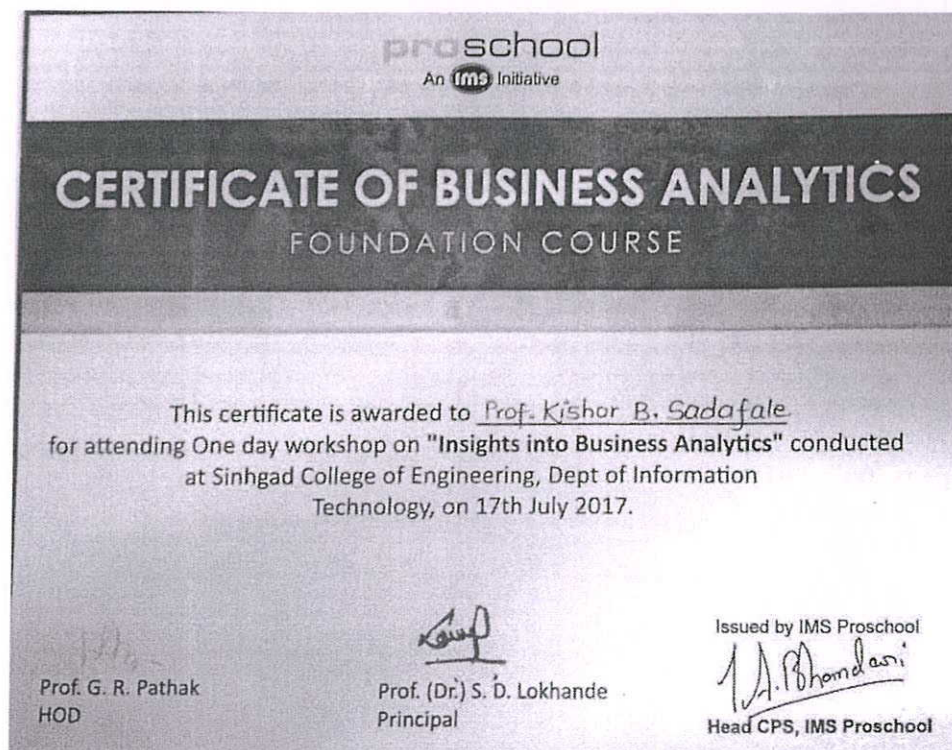 proschool
An ims Initiative
CERTIFICATE OF BUSINESS ANALYTICS
FOUNDATION COURSE
This certificate is awarded to Prof. Kishor B. Sadafale
for attending One day workshop on "Insights into Business Analytics" conducted
at Sinhgad College of Engineering, Dept of Information
Technology, on 17th July 2017.
Prof. G. R. Pathak
HOD
Prof. (Dr.) S. D. Lokhande
Principal
Issued by IMS Proschool
Head CPS, IMS Proschool